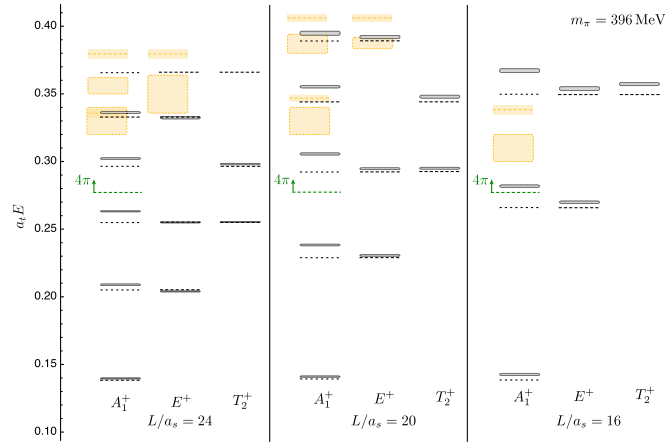 m_π = 396 MeV
a_t E
0.40
0.35
0.30
0.25
0.20
0.15
0.10
4π
4π
A_1^+ E^+ T_2^+
L/a_s = 24
A_1^+ E^+ T_2^+
L/a_s = 20
4π
A_1^+ E^+ T_2^+
L/a_s = 16